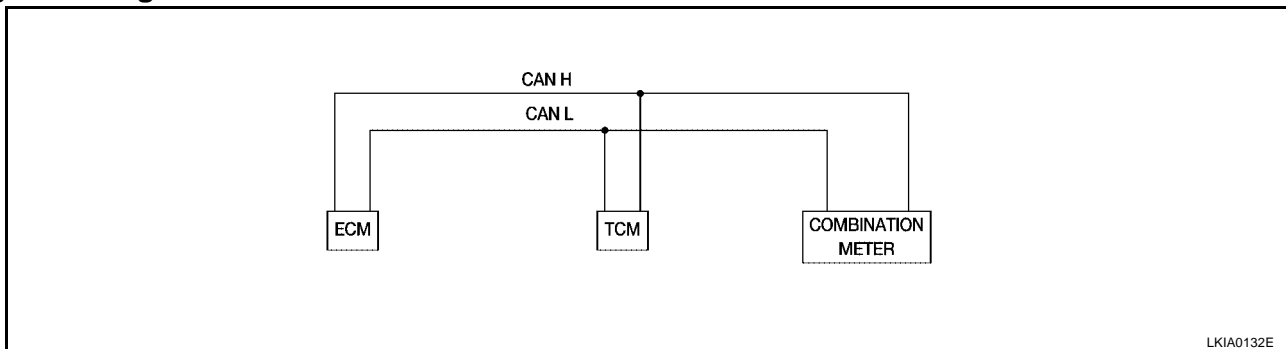 CAN H
CAN L
ECM
TCM
COMBINATION
METER
LKIA0132E